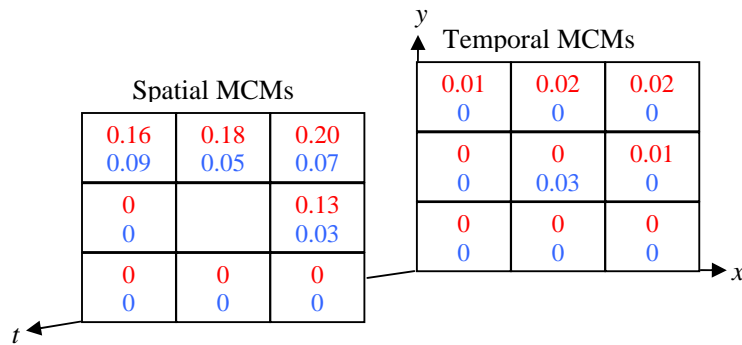 y
Temporal MCMs
0.01 0.02 0.02
0 0 0
0 0 0.01
0 0.03 0
0 0 0
0 0 0
x
Spatial MCMs
0.16 0.18 0.20
0.09 0.05 0.07
0 0.13
0 0.03
0 0 0
0 0 0
t